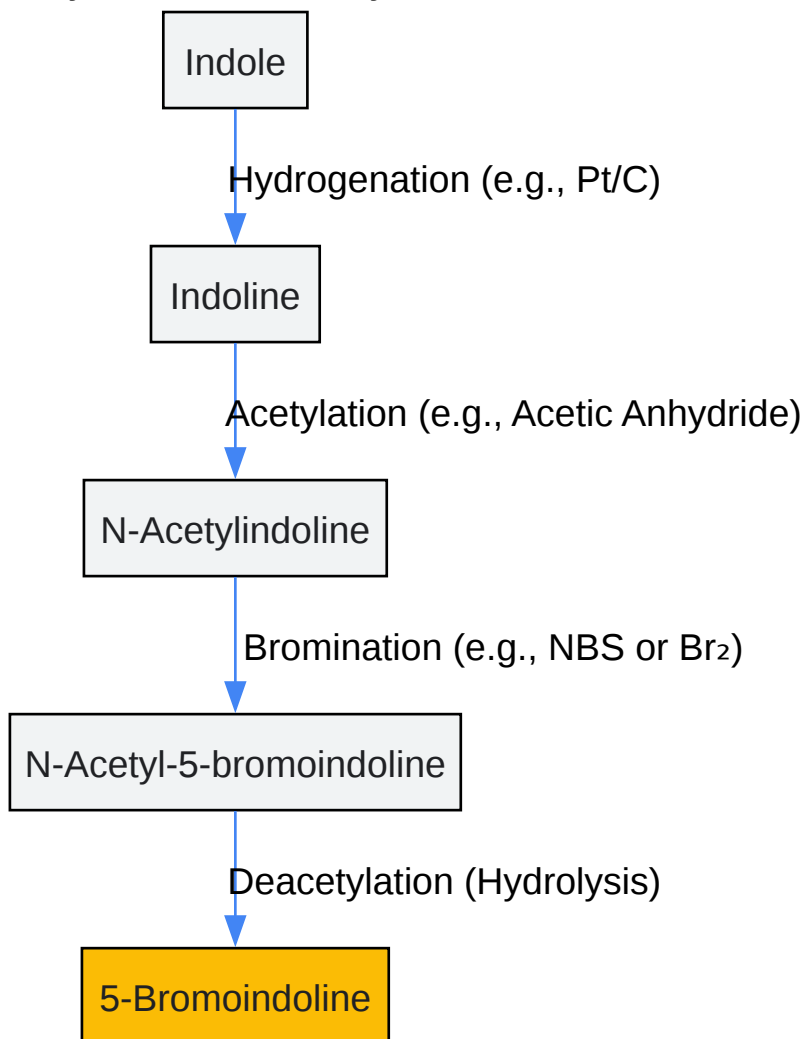 Indole
Hydrogenation (e.g., Pt/C)
Indoline
Acetylation (e.g., Acetic Anhydride)
N-Acetylindoline
Bromination (e.g., NBS or Br₂)
N-Acetyl-5-bromoindoline
Deacetylation (Hydrolysis)
5-Bromoindoline